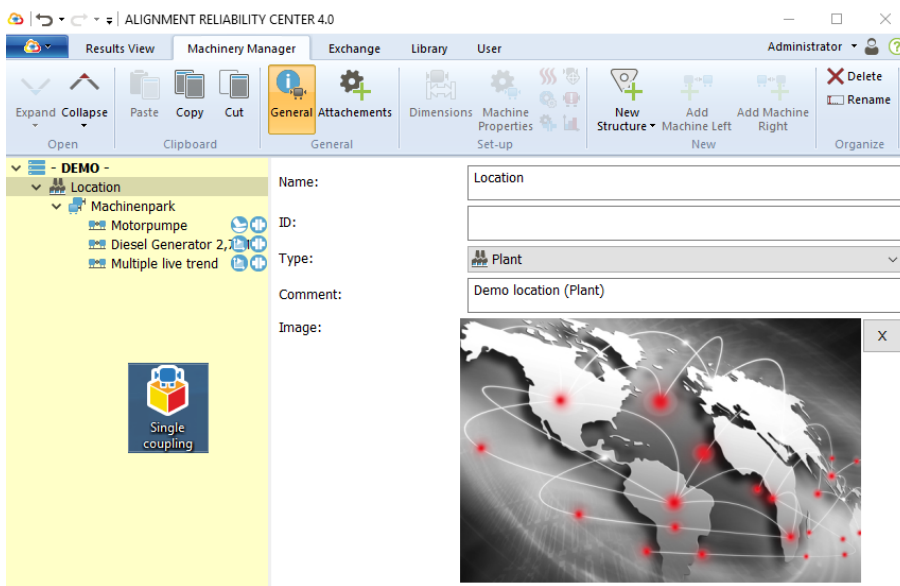 ALIGNMENT RELIABILITY CENTER 4.0
Results View Machinery Manager Exchange Library User Administrator
Expand Collapse Paste Copy Cut General Attachements Dimensions Machine Properties New Structure Add Machine Left Add Machine Right Delete
Rename
Open Clipboard General Set-up New Organize
- DEMO -
Location
Machinenpark
Motorpumpe
Diesel Generator 2,7
Multiple live trend
Single
coupling
Name: Location
ID:
Type: Plant
Comment: Demo location (Plant)
Image: X